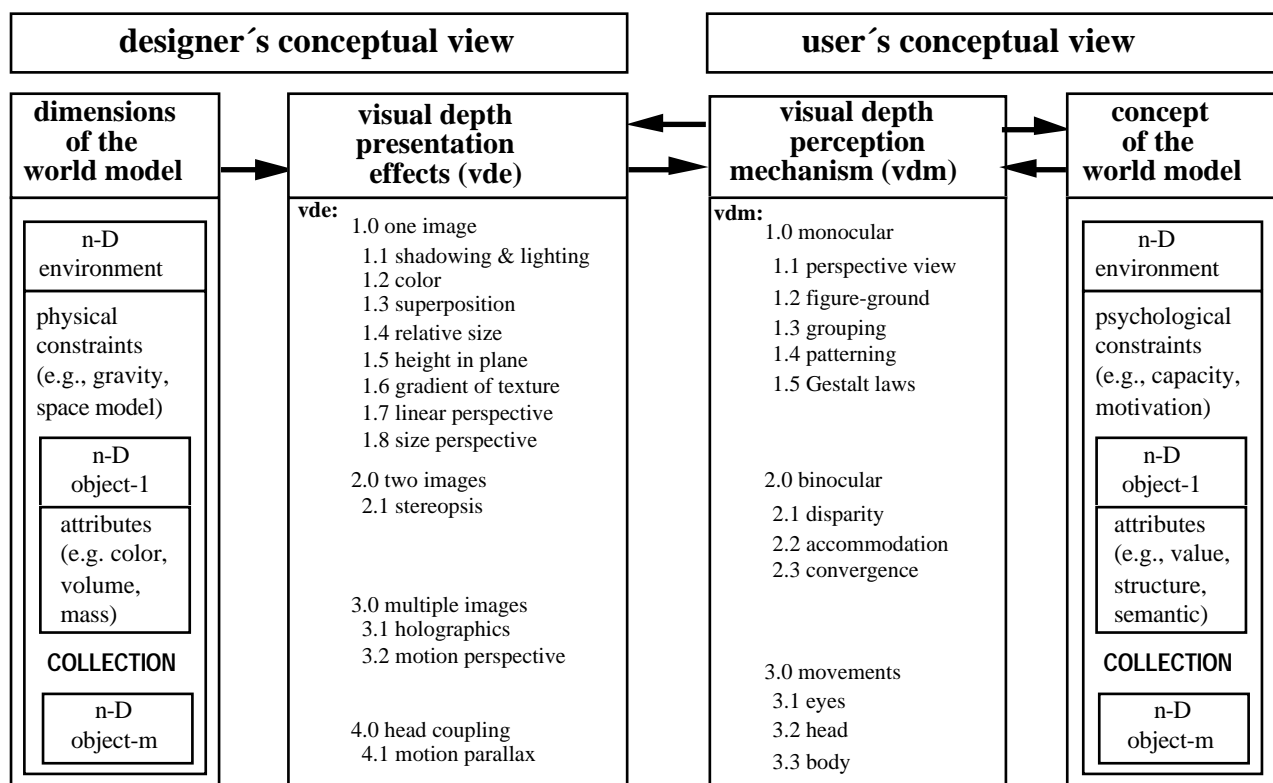 designer´s conceptual view
user´s conceptual view
dimensions
of the
world model
n-D
environment
physical
constraints
(e.g., gravity,
space model)
n-D
object-1
attributes
(e.g. color,
volume,
mass)
COLLECTION
n-D
object-m
visual depth
presentation
effects (vde)
vde:
1.0 one image
1.1 shadowing & lighting
1.2 color
1.3 superposition
1.4 relative size
1.5 height in plane
1.6 gradient of texture
1.7 linear perspective
1.8 size perspective
2.0 two images
2.1 stereopsis
3.0 multiple images
3.1 holographics
3.2 motion perspective
4.0 head coupling
4.1 motion parallax
visual depth
perception
mechanism (vdm)
vdm:
1.0 monocular
1.1 perspective view
1.2 figure-ground
1.3 grouping
1.4 patterning
1.5 Gestalt laws
2.0 binocular
2.1 disparity
2.2 accommodation
2.3 convergence
3.0 movements
3.1 eyes
3.2 head
3.3 body
concept
of the
world model
n-D
environment
psychological
constraints
(e.g., capacity,
motivation)
n-D
object-1
attributes
(e.g., value,
structure,
semantic)
COLLECTION
n-D
object-m